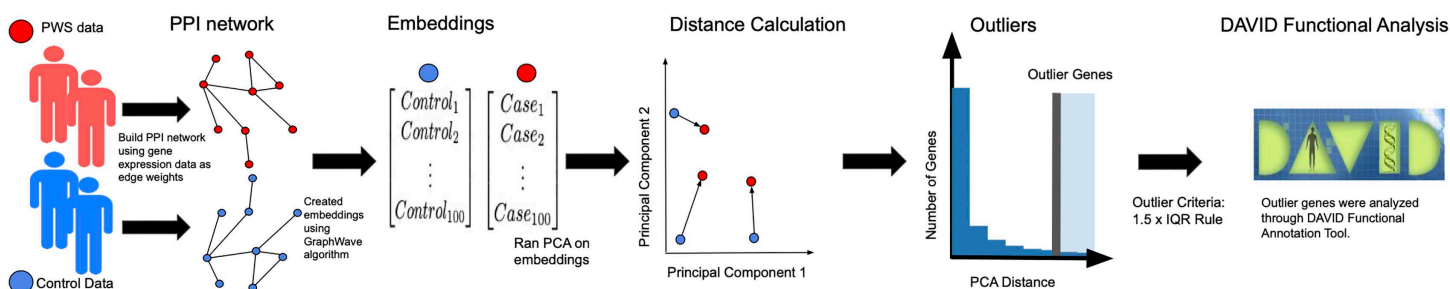 PWS data
PPI network
Embeddings
Distance Calculation
Outliers
DAVID Functional Analysis
Build PPI network
using gene
expression data as
edge weights
Created
embeddings
using
GraphWave
algorithm
Control Data
Control1
Control2
⋮
Control100
Case1
Case2
⋮
Case100
Ran PCA on
embeddings
Principal Component 2
Principal Component 1
Number of Genes
Outlier Genes
PCA Distance
Outlier Criteria:
1.5 x IQR Rule
DAVID
Outlier genes were analyzed
through DAVID Functional
Annotation Tool.